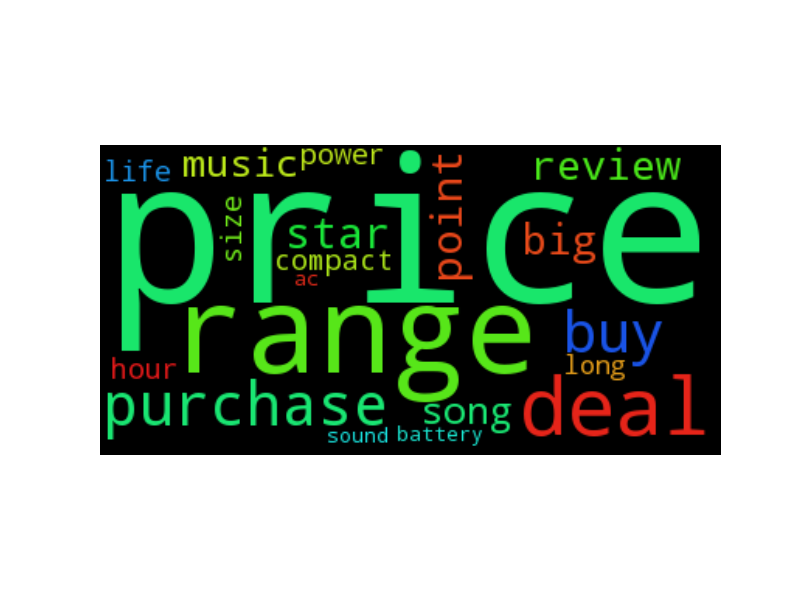 life music power point review
price
size star big
compact
ac
range buy
hour long
purchase song deal
sound battery